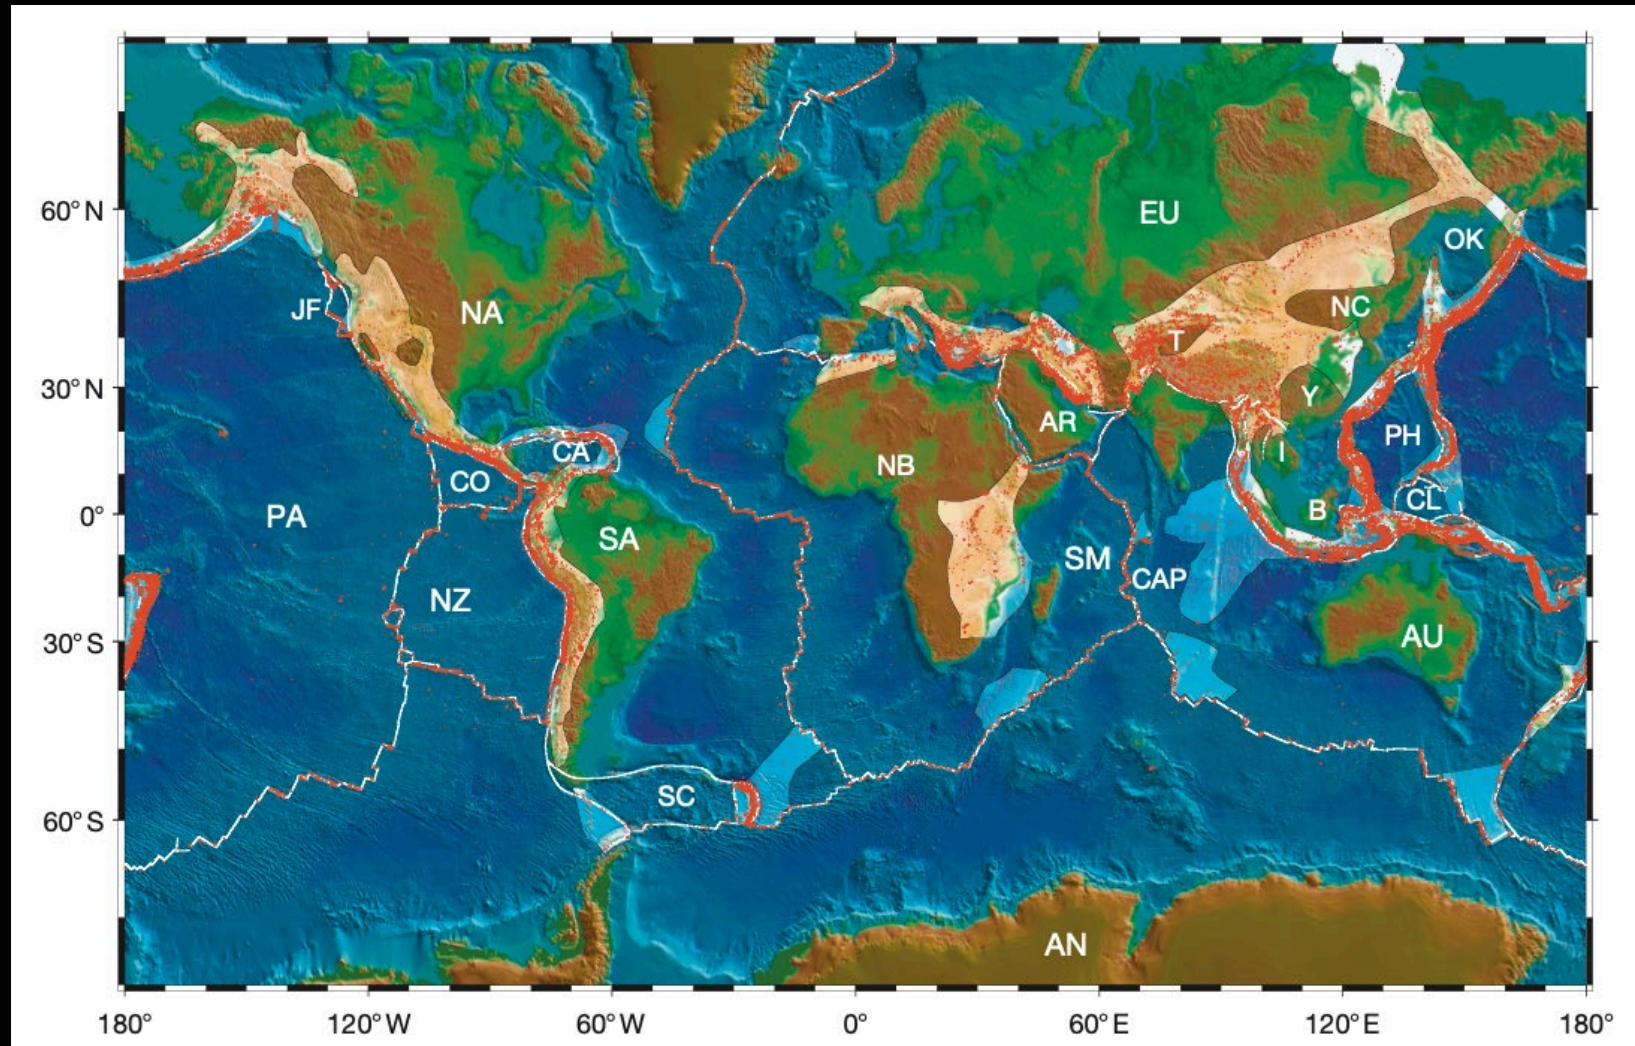 60° N
30° N
0°
30° S
60° S
EU
OK
JF
NA
NC
T
Y
AR
PH
CA
I
NB
CO
CL
B
PA
SA
SM
CAP
NZ
AU
SC
AN
180°
120° W
60° W
0°
60° E
120° E
180°